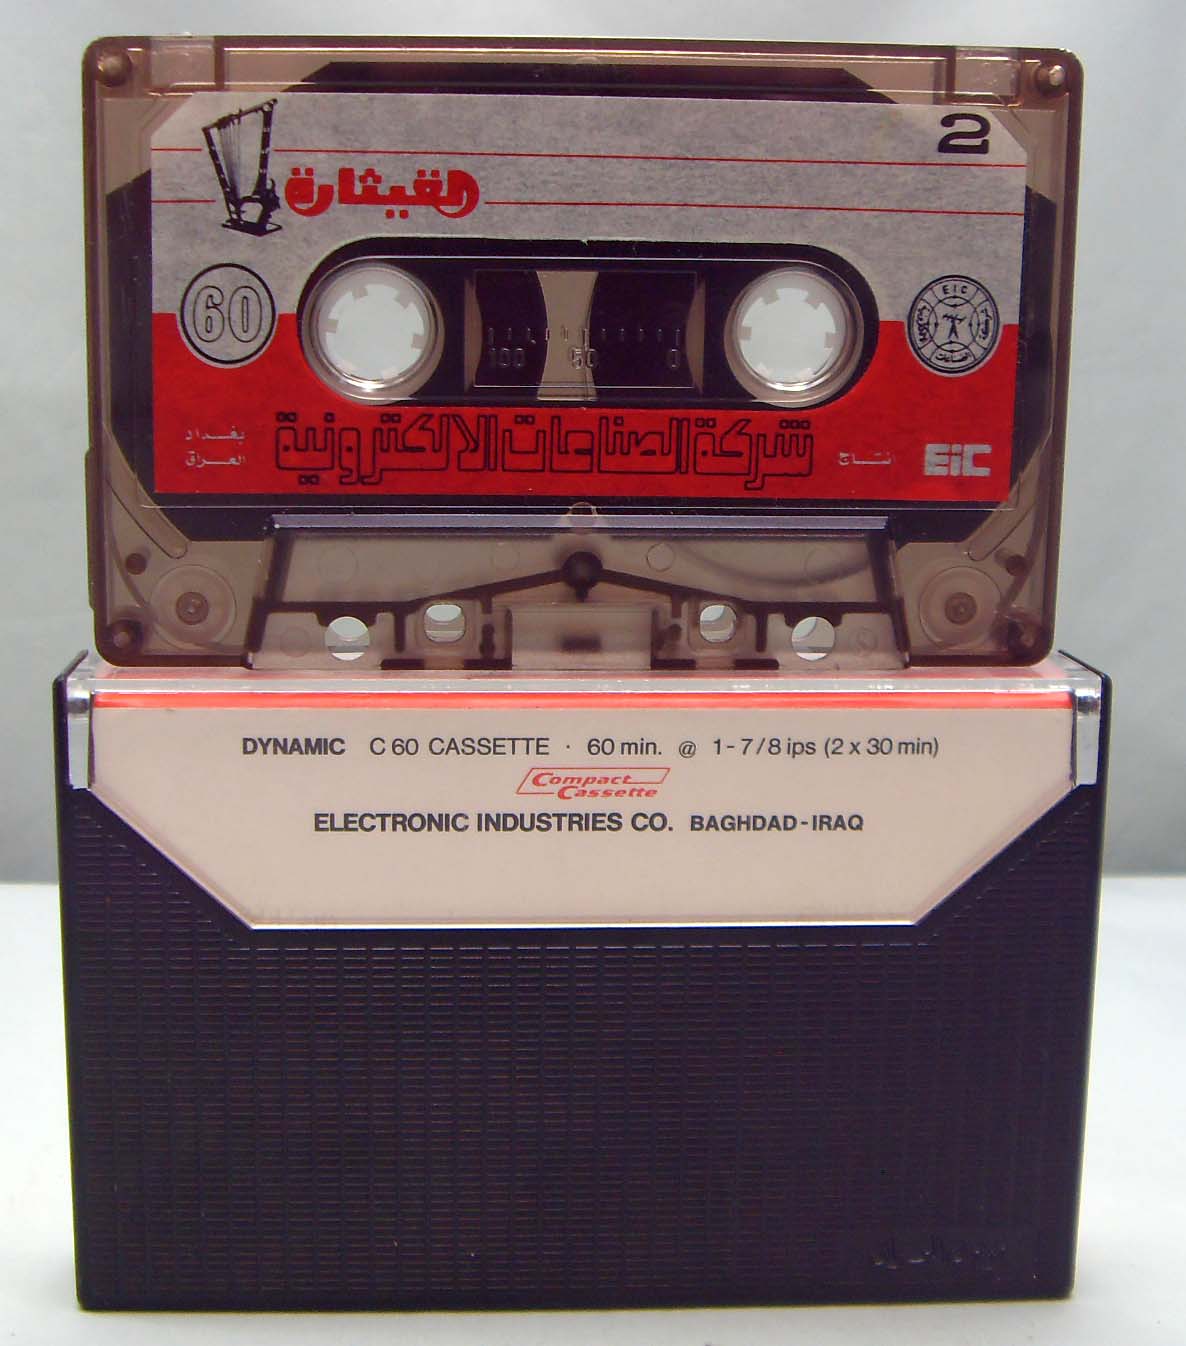 2
القيثارة
60
EIC
شركة الصناعات الالكترونية
بغداد
العراق
انتاج
EiC
100 50 0
DYNAMIC C 60 CASSETTE · 60 min. @ 1-7/8 ips (2 x 30 min)
Compact
Cassette
ELECTRONIC INDUSTRIES CO. BAGHDAD-IRAQ